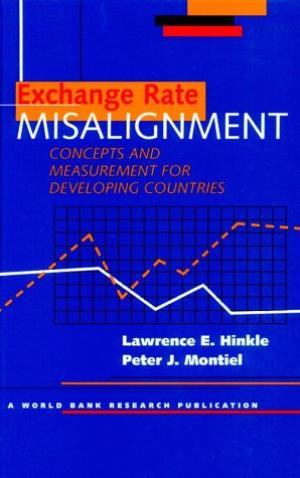 Exchange Rate
MISALIGNMENT
CONCEPTS AND
MEASUREMENT FOR
DEVELOPING COUNTRIES
Lawrence E. Hinkle
Peter J. Montiel
A WORLD BANK RESEARCH PUBLICATION